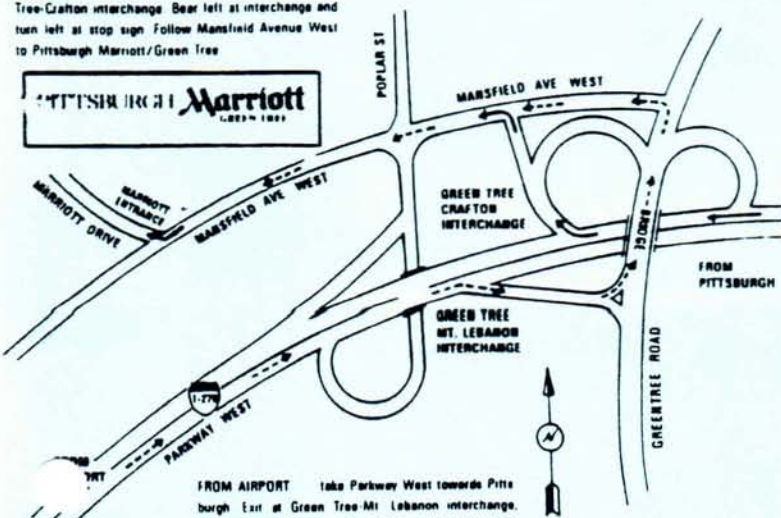 Tree-Crafton interchange. Bear left at interchange and
turn left at stop sign Follow Mansfield Avenue West
to Pittsburgh Marriott/Green Tree
PITTSBURGH Marriott
GREEN TREE
POPLAR ST
MANSFIELD AVE WEST
MARRIOTT
ENTRANCE
MARRIOTT DRIVE
MANSFIELD AVE WEST
GREEN TREE
CRAFTON
INTERCHANGE
BRIDGE
FROM
PITTSBURGH
GREEN TREE
MT. LEBANON
INTERCHANGE
GREENTREE ROAD
I-279
PARKWAY WEST
FROM AIRPORT take Parkway West towards Pitts
burgh Exit at Green Tree-Mt Lebanon interchange,